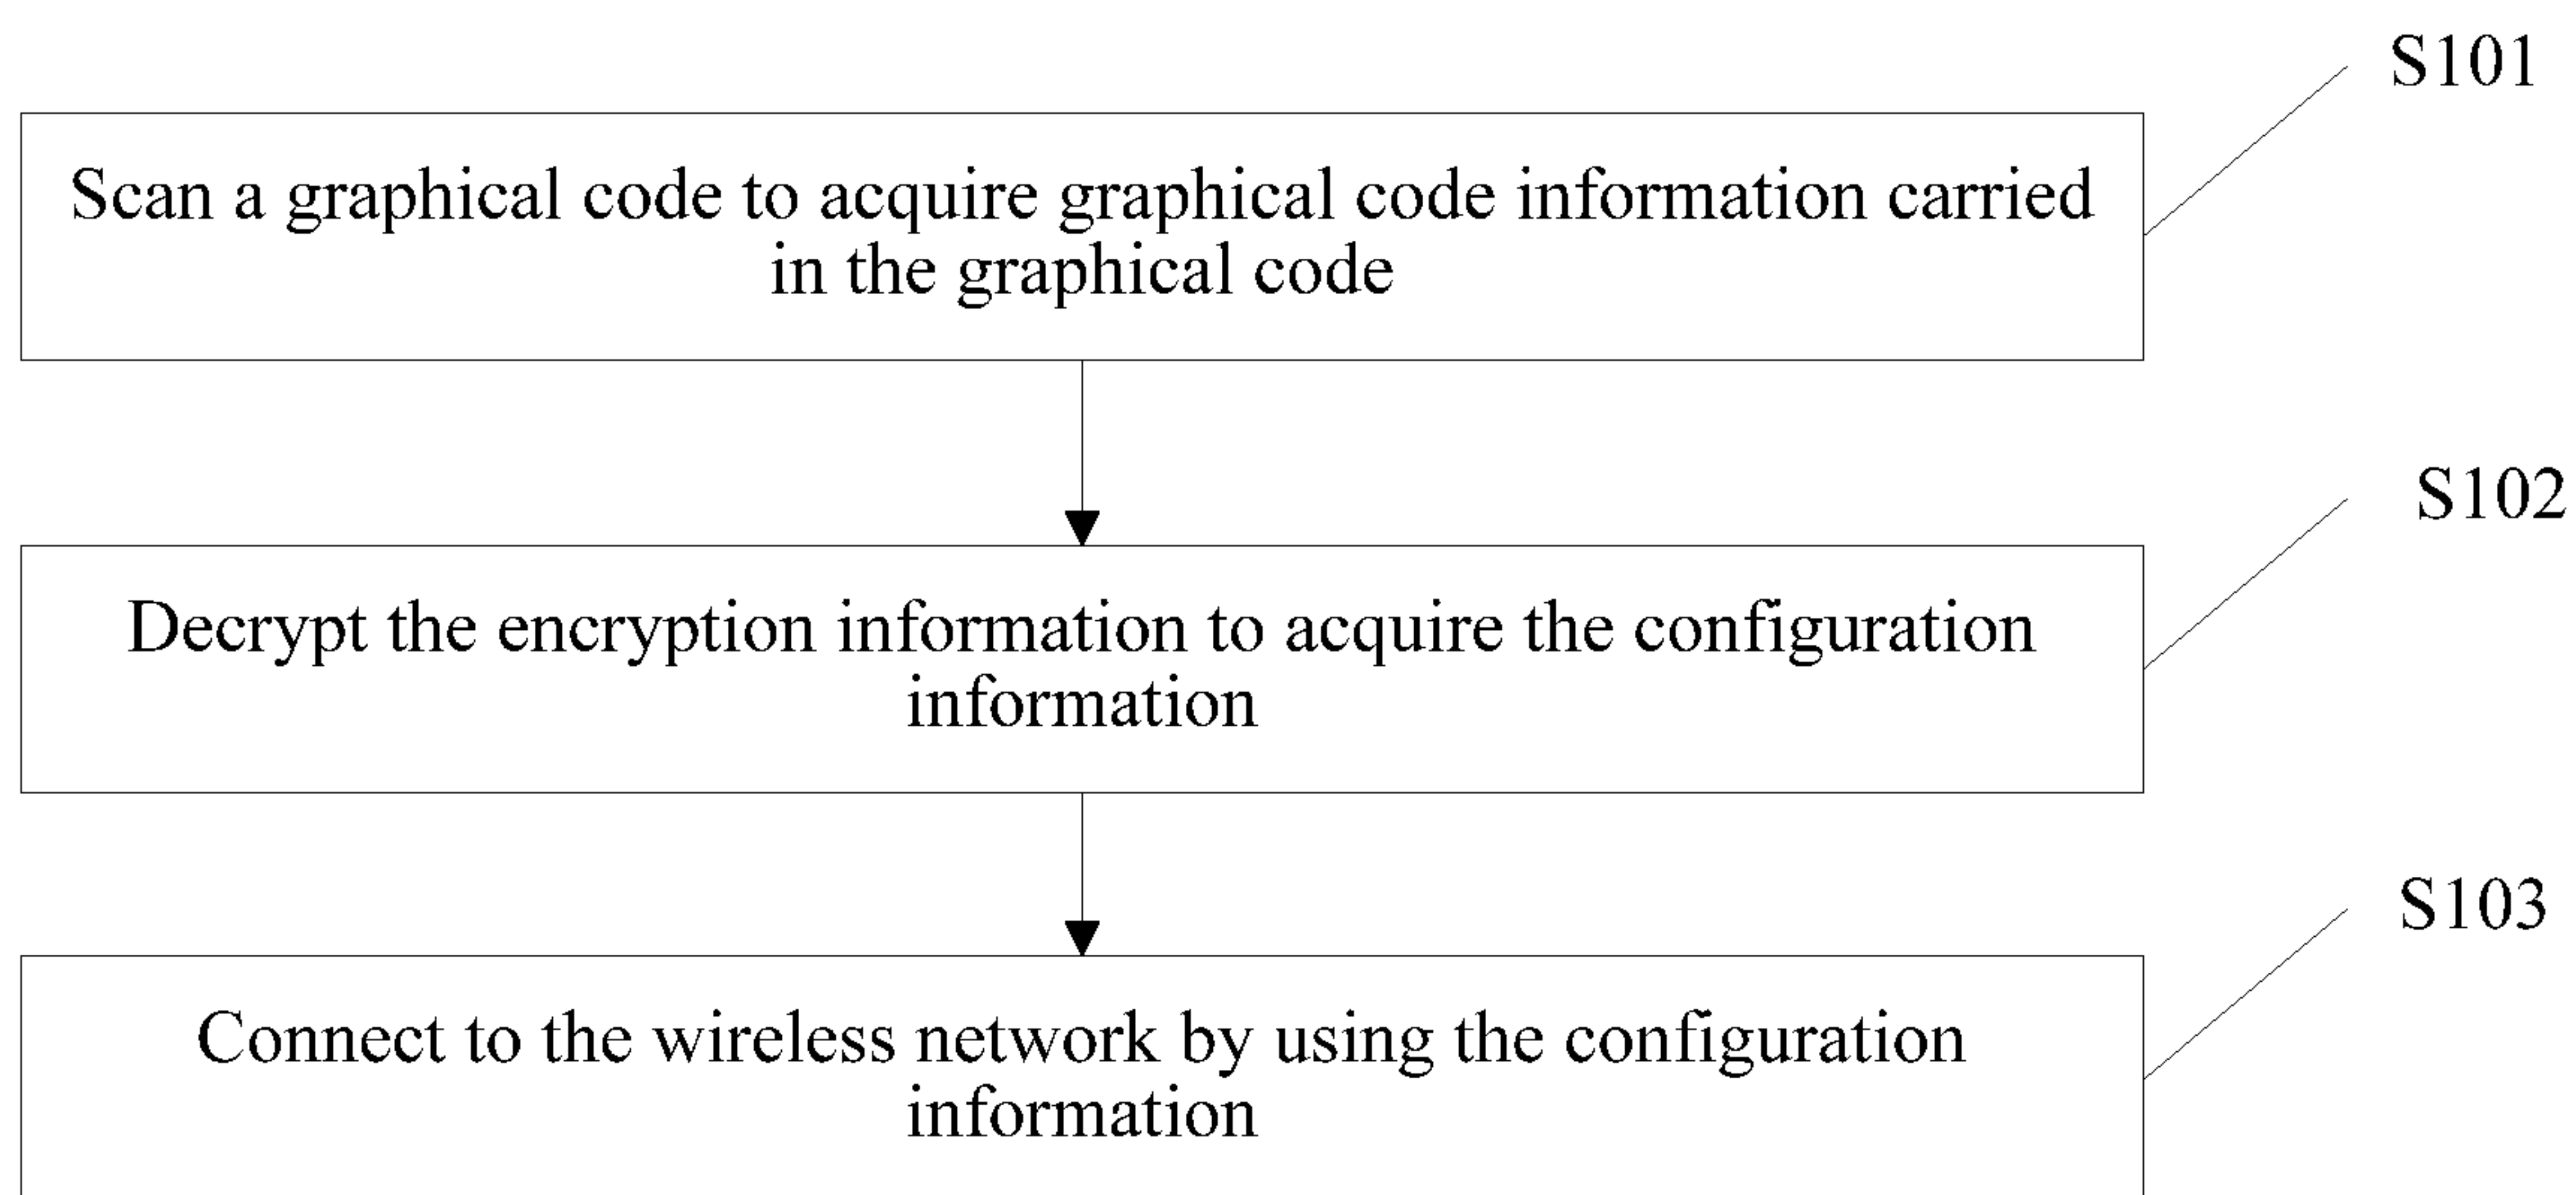 S101
Scan a graphical code to acquire graphical code information carried
in the graphical code
S102
Decrypt the encryption information to acquire the configuration
information
S103
Connect to the wireless network by using the configuration
information